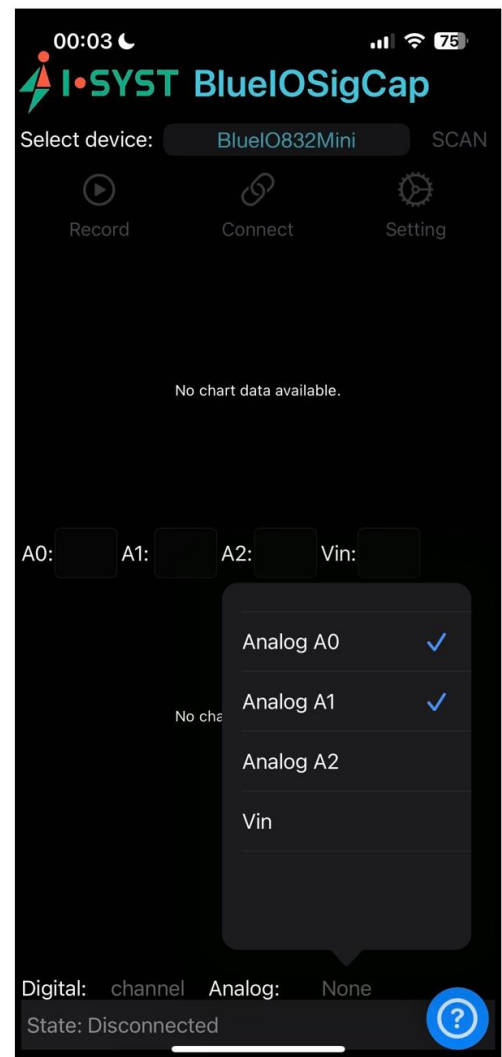 00:03 75
I•SYST BlueIOSigCap
Select device: BlueIO832Mini SCAN
Record Connect Setting
No chart data available.
A0: A1: A2: Vin:
Analog A0
Analog A1
No cha
Analog A2
Vin
Digital: channel Analog: None
State: Disconnected
?